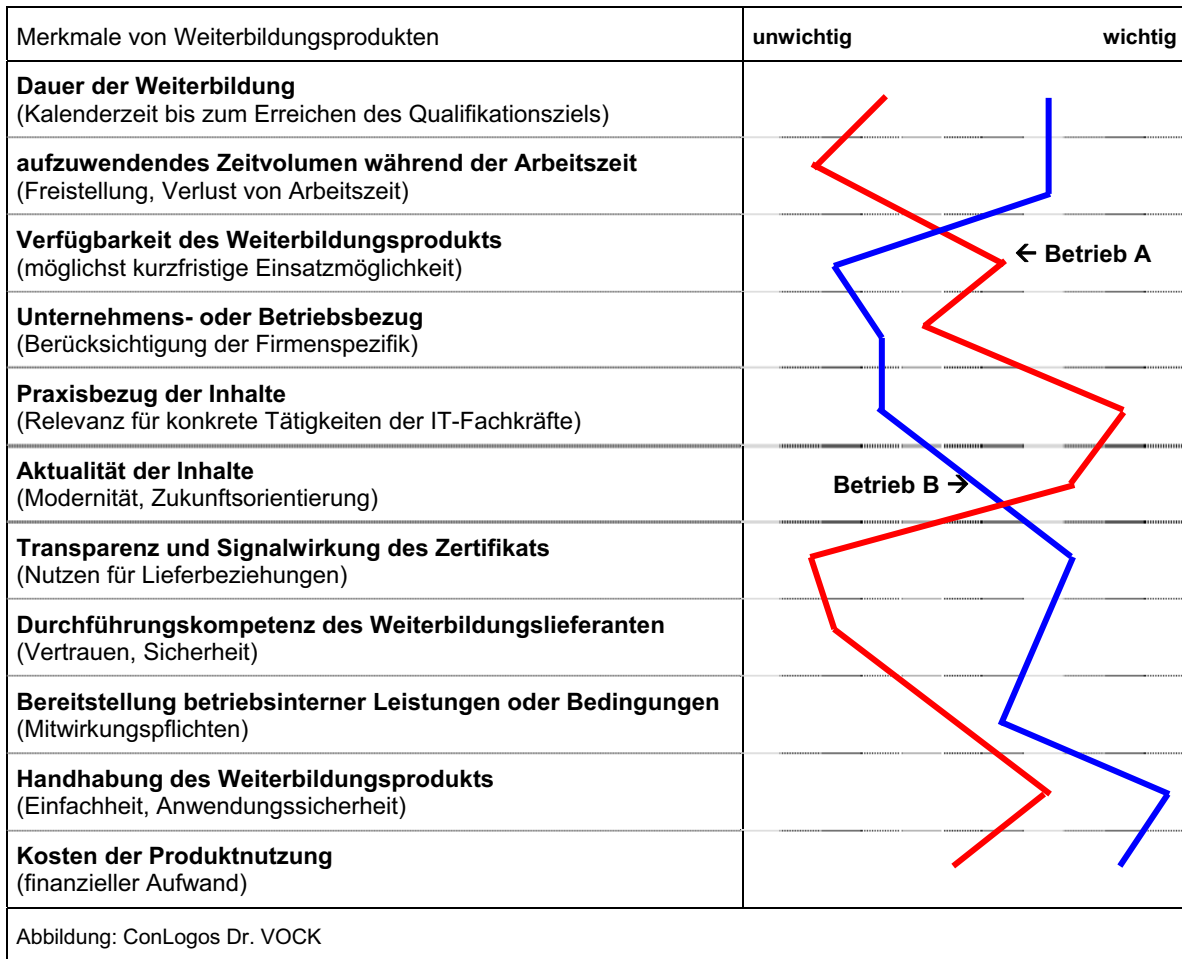 Merkmale von Weiterbildungsprodukten
unwichtig
wichtig
Dauer der Weiterbildung
(Kalenderzeit bis zum Erreichen des Qualifikationsziels)
aufzuwendendes Zeitvolumen während der Arbeitszeit
(Freistellung, Verlust von Arbeitszeit)
Verfügbarkeit des Weiterbildungsprodukts
(möglichst kurzfristige Einsatzmöglichkeit)
← Betrieb A
Unternehmens- oder Betriebsbezug
(Berücksichtigung der Firmenspezifik)
Praxisbezug der Inhalte
(Relevanz für konkrete Tätigkeiten der IT-Fachkräfte)
Aktualität der Inhalte
(Modernität, Zukunftsorientierung)
Betrieb B →
Transparenz und Signalwirkung des Zertifikats
(Nutzen für Lieferbeziehungen)
Durchführungskompetenz des Weiterbildungslieferanten
(Vertrauen, Sicherheit)
Bereitstellung betriebsinterner Leistungen oder Bedingungen
(Mitwirkungspflichten)
Handhabung des Weiterbildungsprodukts
(Einfachheit, Anwendungssicherheit)
Kosten der Produktnutzung
(finanzieller Aufwand)
Abbildung: ConLogos Dr. VOCK